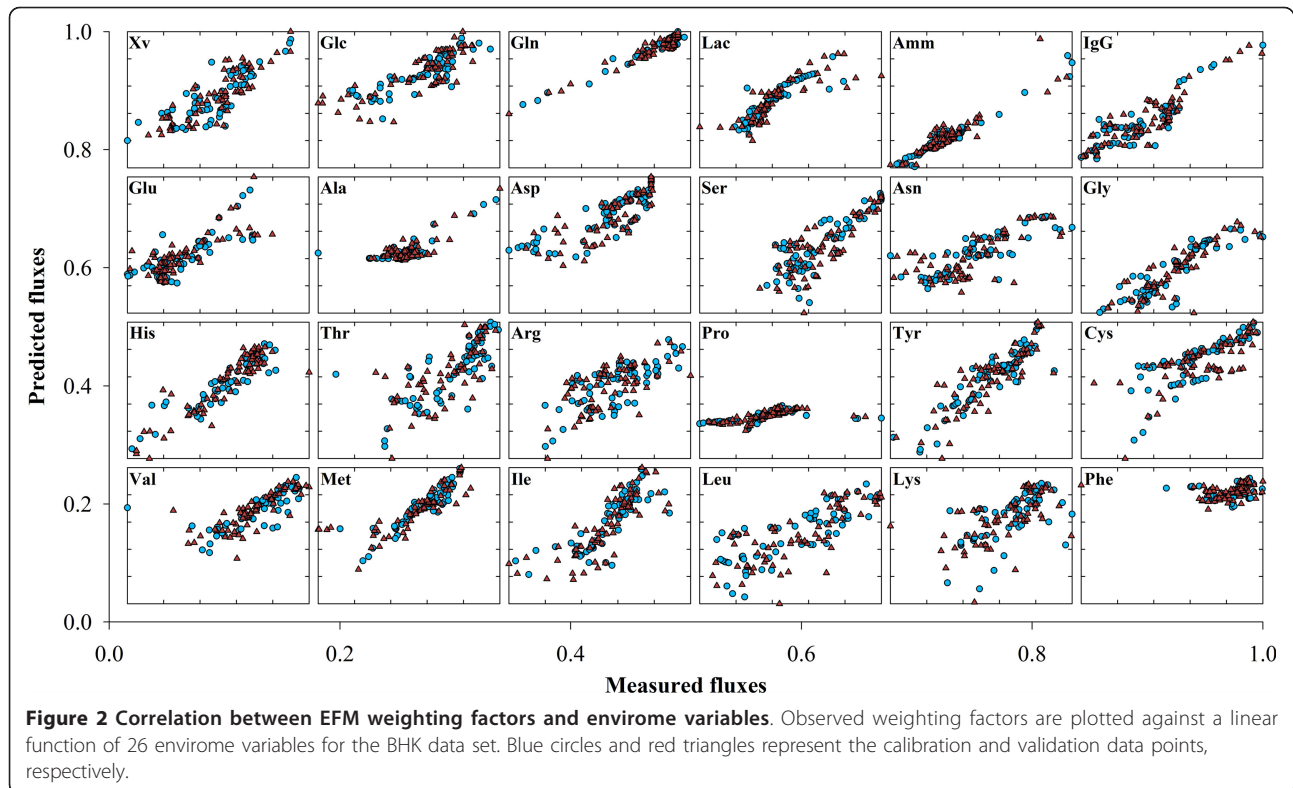 1.0
Xv Glc Gln Lac Amm IgG
0.8
Glu Ala Asp Ser Asn Gly
0.6
His Thr Arg Pro Tyr Cys
0.4
Val Met Ile Leu Lys Phe
0.2
0.0
Predicted fluxes
0.0 0.2 0.4 0.6 0.8 1.0
Measured fluxes
Figure 2 Correlation between EFM weighting factors and envirome variables. Observed weighting factors are plotted against a linear
function of 26 envirome variables for the BHK data set. Blue circles and red triangles represent the calibration and validation data points,
respectively.